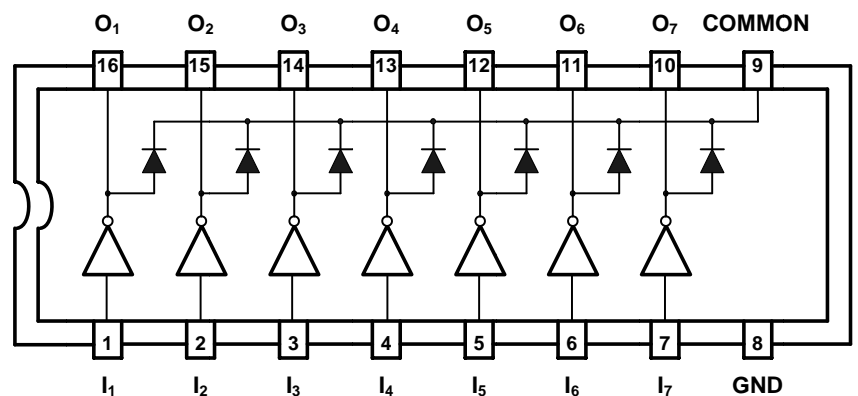 O₁ O₂ O₃ O₄ O₅ O₆ O₇ COMMON
16 15 14 13 12 11 10 9
1 2 3 4 5 6 7 8
I₁ I₂ I₃ I₄ I₅ I₆ I₇ GND